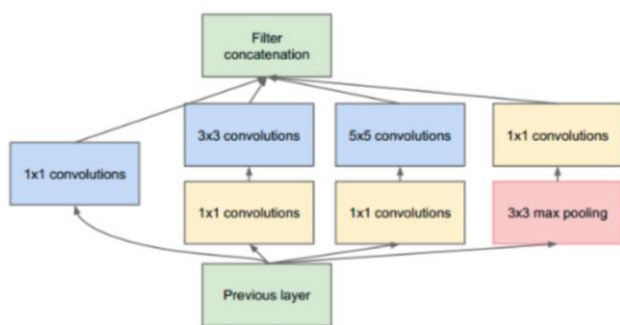 Filter
concatenation
3x3 convolutions
5x5 convolutions
1x1 convolutions
1x1 convolutions
1x1 convolutions
1x1 convolutions
3x3 max pooling
Previous layer